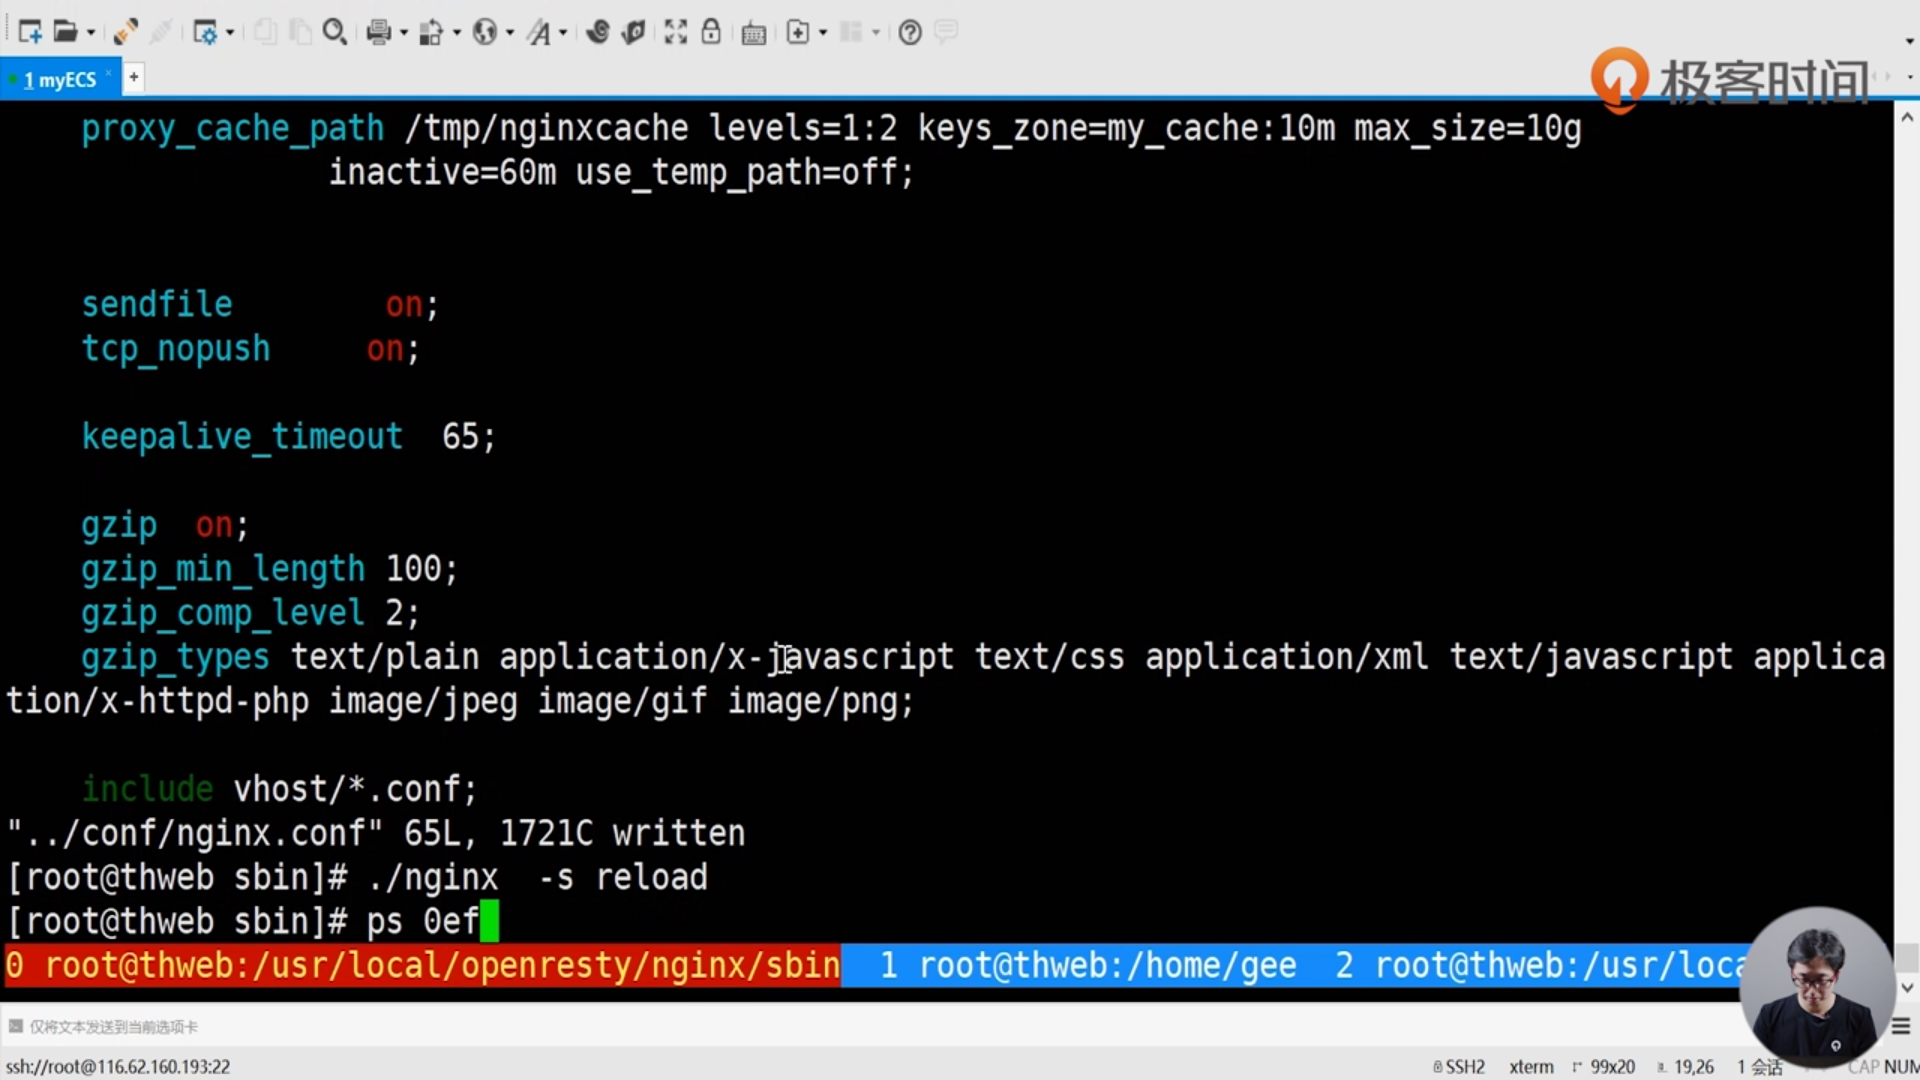 1 myECS
极客时间
proxy_cache_path /tmp/nginxcache levels=1:2 keys_zone=my_cache:10m max_size=10g
inactive=60m use_temp_path=off;
sendfile on;
tcp_nopush on;
keepalive_timeout 65;
gzip on;
gzip_min_length 100;
gzip_comp_level 2;
gzip_types text/plain application/x-javascript text/css application/xml text/javascript applica
tion/x-httpd-php image/jpeg image/gif image/png;
include vhost/*.conf;
"../conf/nginx.conf" 65L, 1721C written
[root@thweb sbin]# ./nginx  -s reload
[root@thweb sbin]# ps 0ef
0 root@thweb:/usr/local/openresty/nginx/sbin 1 root@thweb:/home/gee 2 root@thweb:/usr/loca
仅将文本发送到当前选项卡
ssh://root@116.62.160.193:22 SSH2 xterm 99x20 19,26 1 会话 CAP NUM